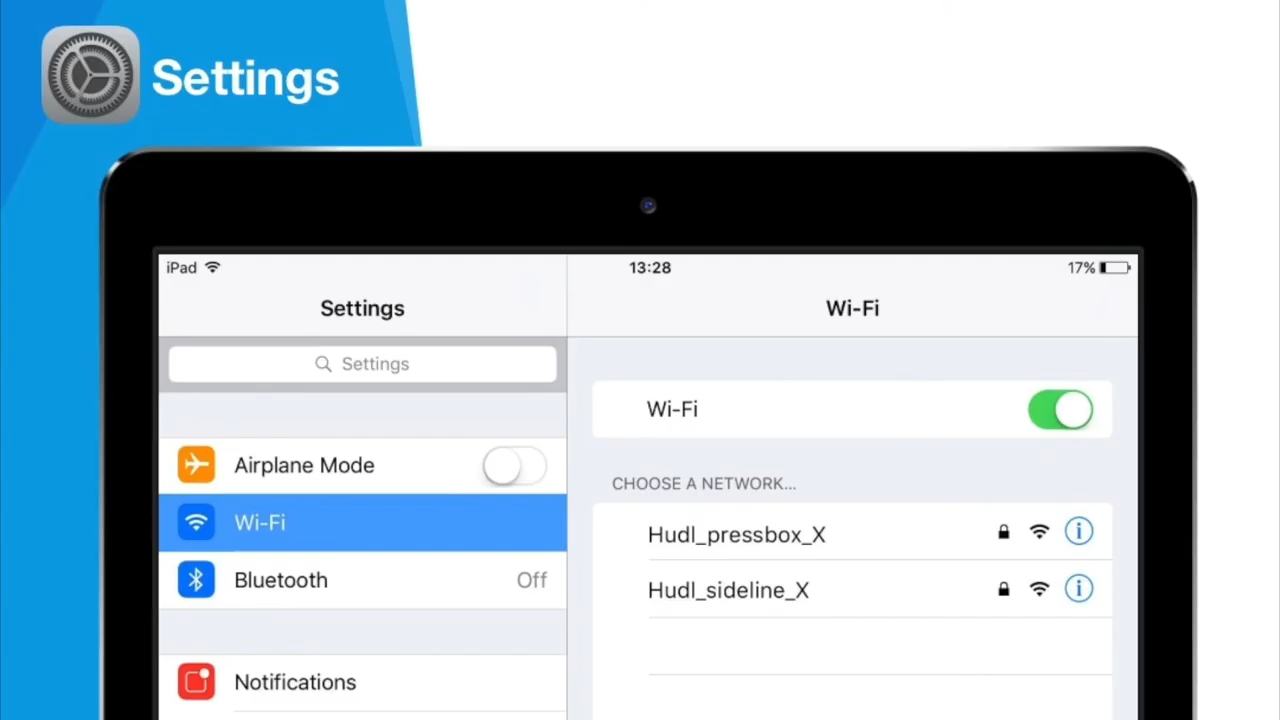 Settings
iPad
13:28
17%
Settings
Wi-Fi
Settings
Wi-Fi
Airplane Mode
CHOOSE A NETWORK...
Wi-Fi
Hudl_pressbox_X
Bluetooth
Off
Hudl_sideline_X
Notifications